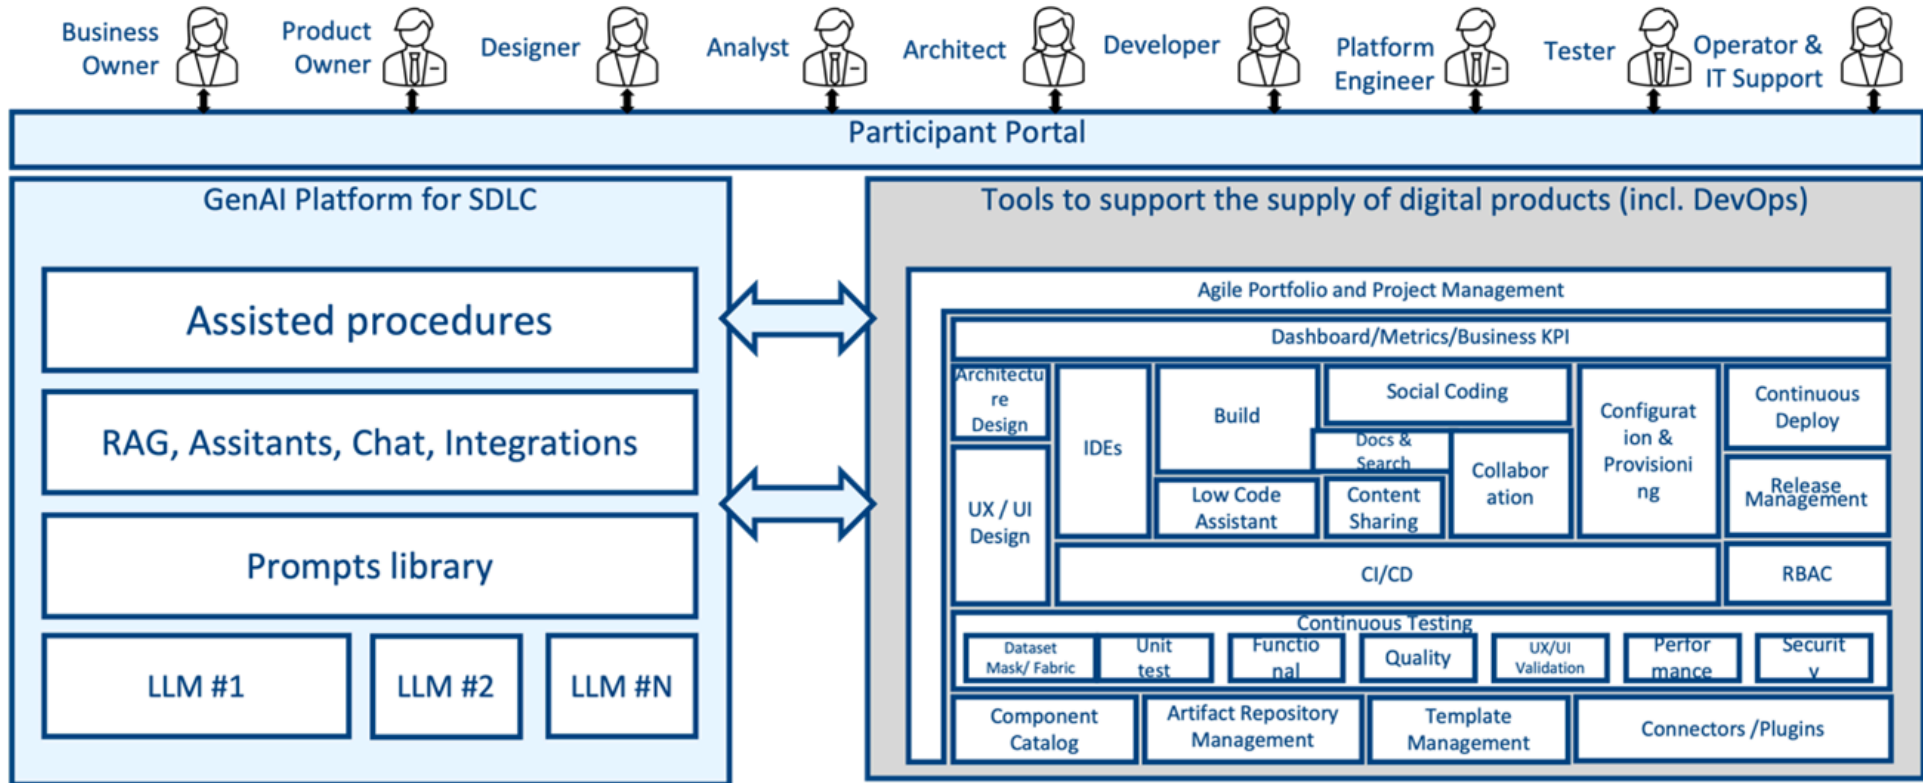 Business
Owner
Product
Owner
Designer
Analyst
Architect
Developer
Platform
Engineer
Tester
Operator &
IT Support
Participant Portal
GenAI Platform for SDLC
Assisted procedures
RAG, Assitants, Chat, Integrations
Prompts library
LLM #1
LLM #2
LLM #N
Tools to support the supply of digital products (incl. DevOps)
Agile Portfolio and Project Management
Dashboard/Metrics/Business KPI
Architectu
re
Design
UX / UI
Design
IDEs
Build
Low Code
Assistant
Social Coding
Docs &
Search
Content
Sharing
Collabor
ation
Configurat
ion &
Provisioni
ng
Continuous
Deploy
Release
Management
CI/CD
RBAC
Continuous Testing
Dataset
Mask/ Fabric
Unit
test
Functio
nal
Quality
UX/UI
Validation
Perfor
mance
Securit
y
Component
Catalog
Artifact Repository
Management
Template
Management
Connectors /Plugins